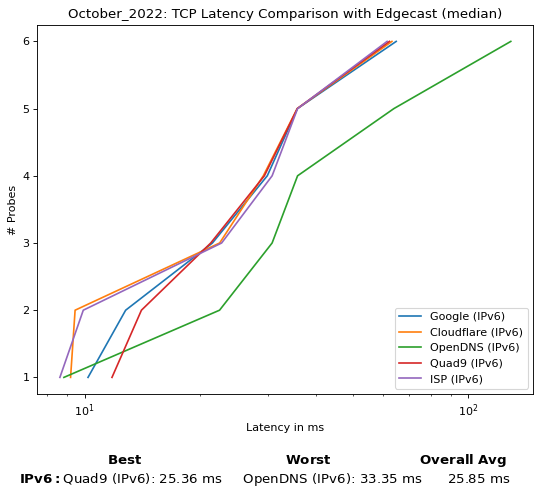 October_2022: TCP Latency Comparison with Edgecast (median)
# Probes
6
5
4
3
2
1
Google (IPv6)
Cloudflare (IPv6)
OpenDNS (IPv6)
Quad9 (IPv6)
ISP (IPv6)
10¹ 10²
Latency in ms
Best Worst Overall Avg
IPv6: Quad9 (IPv6): 25.36 ms OpenDNS (IPv6): 33.35 ms 25.85 ms